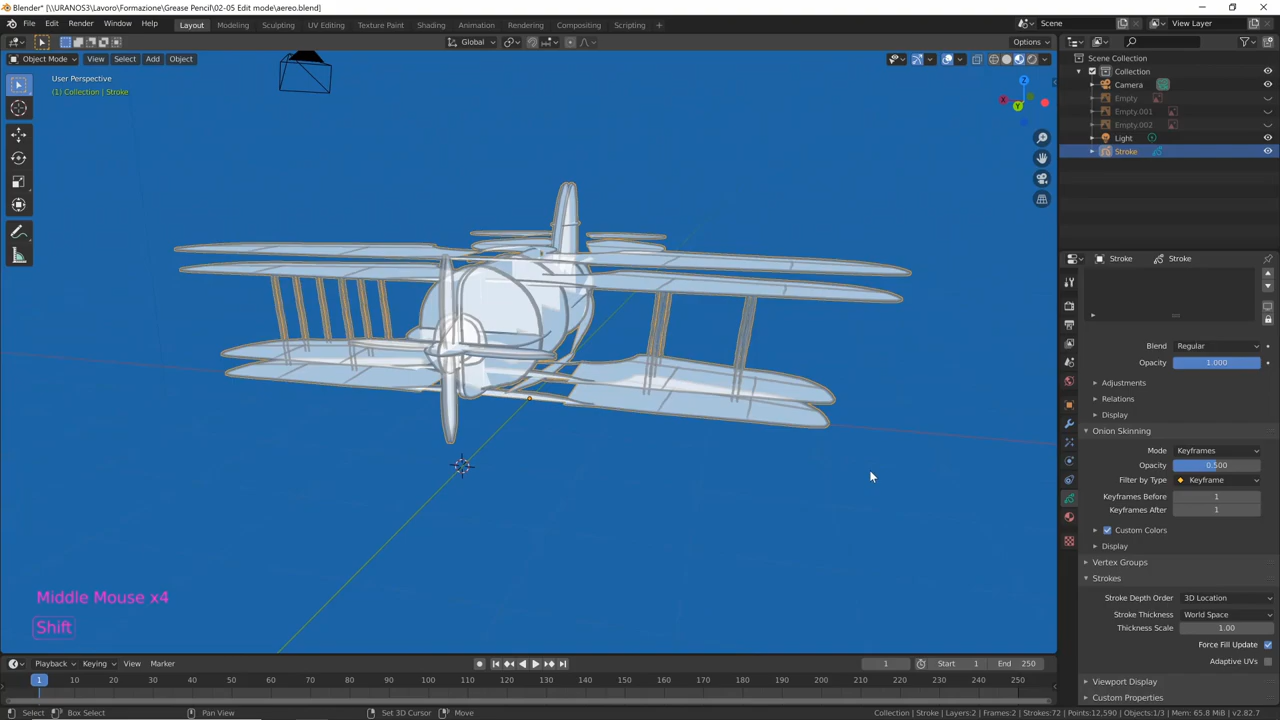 Blender* [\\URANOS3\Lavoro\Formazione\Grease Pencil\02-05 Edit mode\aereo.blend]
File Edit Render Window Help Layout Modeling Sculpting UV Editing Texture Paint Shading Animation Rendering Compositing Scripting Scene View Layer
Global Options
Object Mode View Select Add Object
User Perspective
(1) Collection | Stroke
Z
X
Y
Scene Collection
Collection
Camera
Empty
Empty.001
Empty.002
Light
Stroke
Stroke Stroke
Blend Regular
Opacity 1.000
Adjustments
Relations
Display
Onion Skinning
Mode Keyframes
Opacity 0.500
Filter by Type Keyframe
Keyframes Before 1
Keyframes After 1
Custom Colors
Display
Vertex Groups
Strokes
Stroke Depth Order 3D Location
Stroke Thickness World Space
Thickness Scale 1.00
Force Fill Update
Adaptive UVs
Viewport Display
Custom Properties
Middle Mouse x4
Shift
Playback Keying View Marker 1 Start 1 End 250
1 10 20 30 40 50 60 70 80 90 100 110 120 130 140 150 160 170 180 190 200 210 220 230 240 250
Select Box Select Pan View Set 3D Cursor Move Collection | Stroke | Layers:2 | Frames:2 | Strokes:72 | Points:12,590 | Objects:1/3 | Mem: 65.8 MiB | v2.82.7